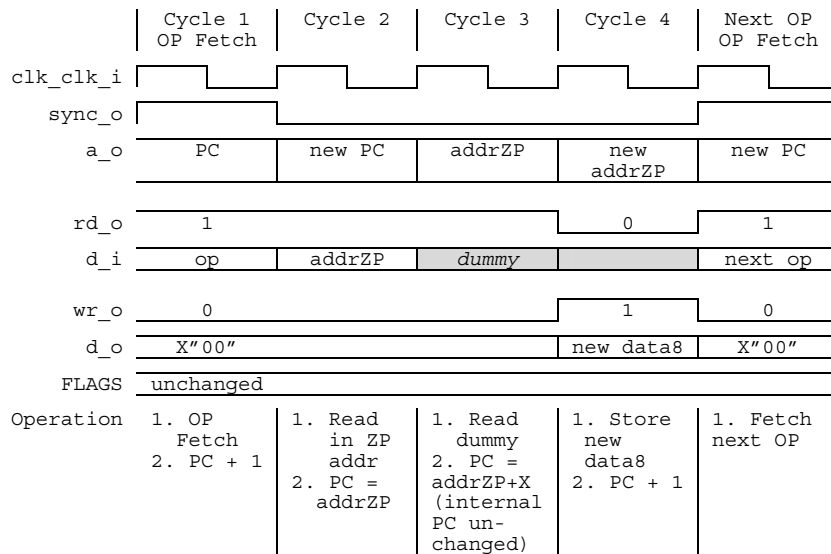 Cycle 1 Cycle 2 Cycle 3 Cycle 4 Next OP
OP Fetch OP Fetch
clk_clk_i
sync_o
a_o PC new PC addrZP new new PC
addrZP
rd_o 1 0 1
d_i op addrZP dummy next op
wr_o 0 1 0
d_o X"00" new data8 X"00"
FLAGS unchanged
Operation 1. OP 1. Read 1. Read 1. Store 1. Fetch
Fetch in ZP dummy new next OP
2. PC + 1 addr 2. PC = data8
2. PC = addrZP+X 2. PC + 1
addrZP (internal
PC un-
changed)